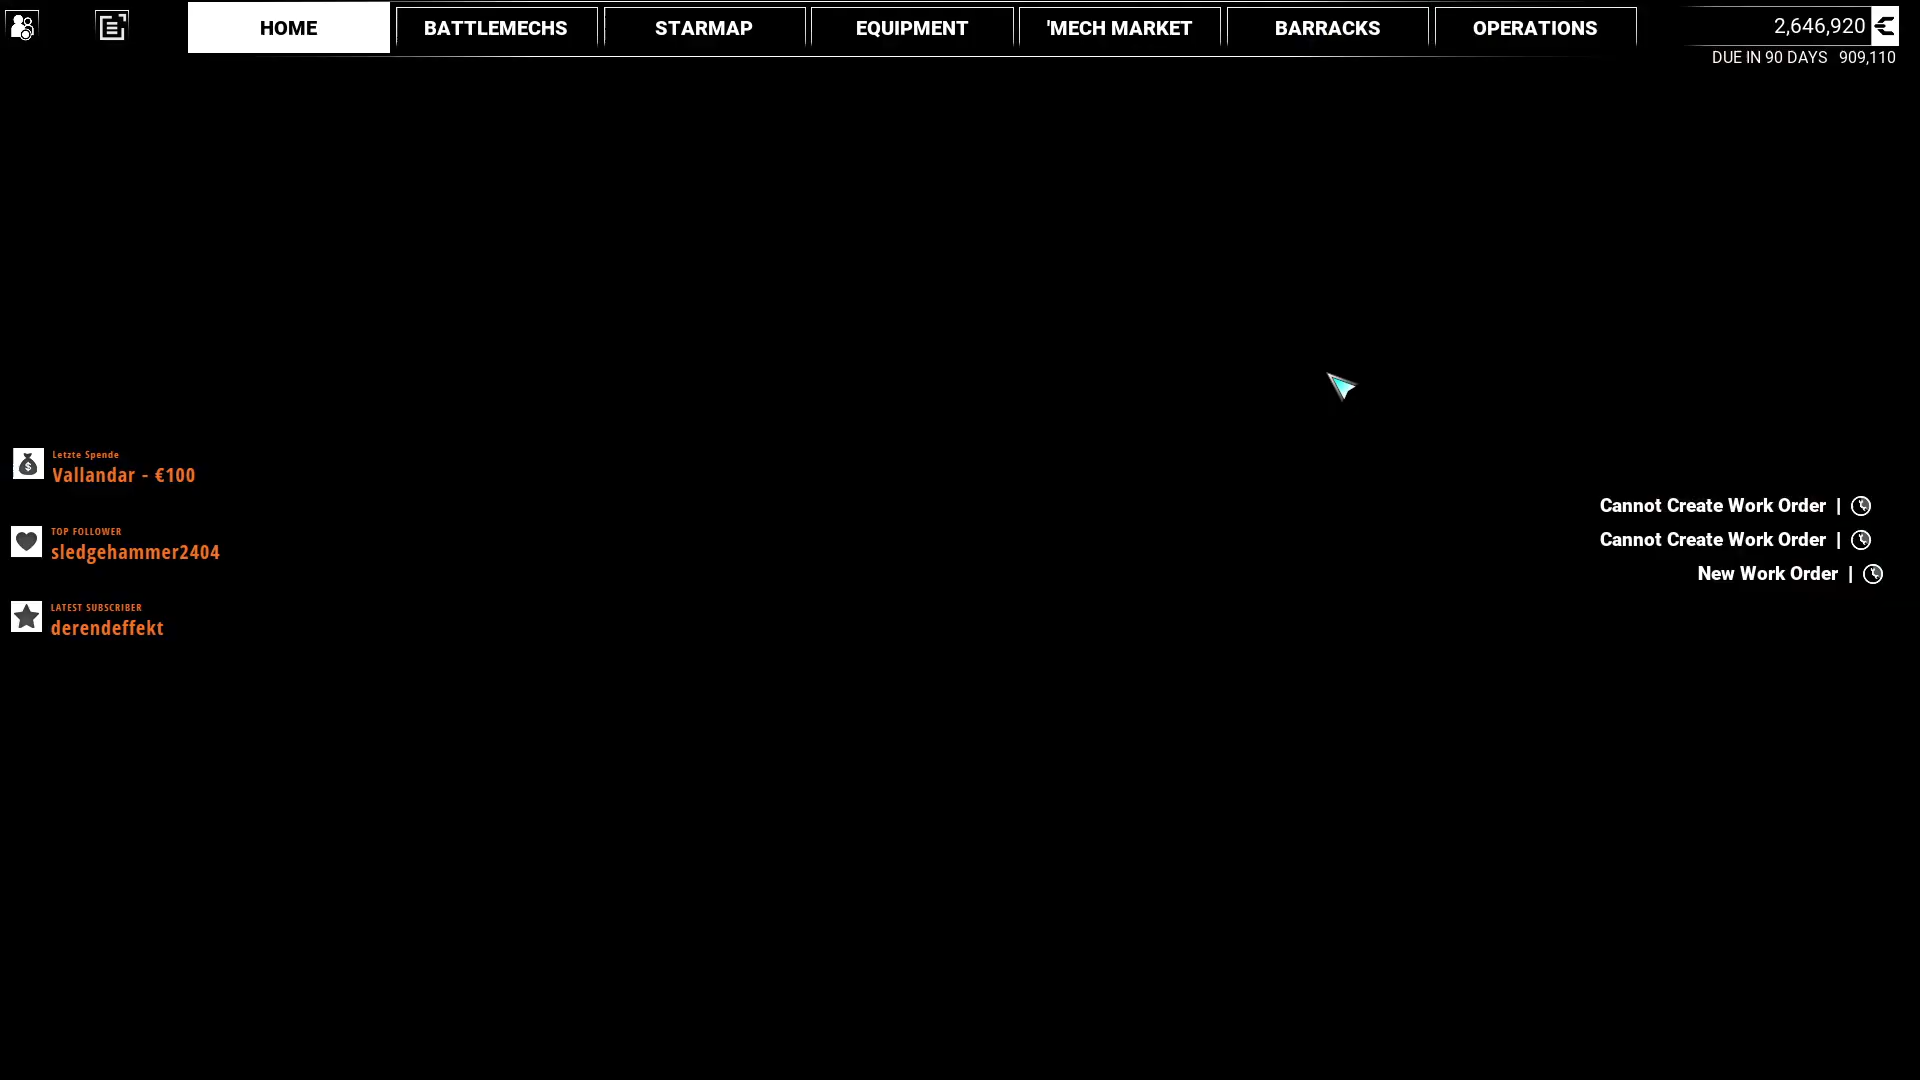 HOME
BATTLEMECHS
STARMAP
EQUIPMENT
'MECH MARKET
BARRACKS
OPERATIONS
2,646,920
DUE IN 90 DAYS 909,110
Letzte Spende
Vallandar - €100
TOP FOLLOWER
sledgehammer2404
LATEST SUBSCRIBER
derendeffekt
Cannot Create Work Order |
Cannot Create Work Order |
New Work Order |